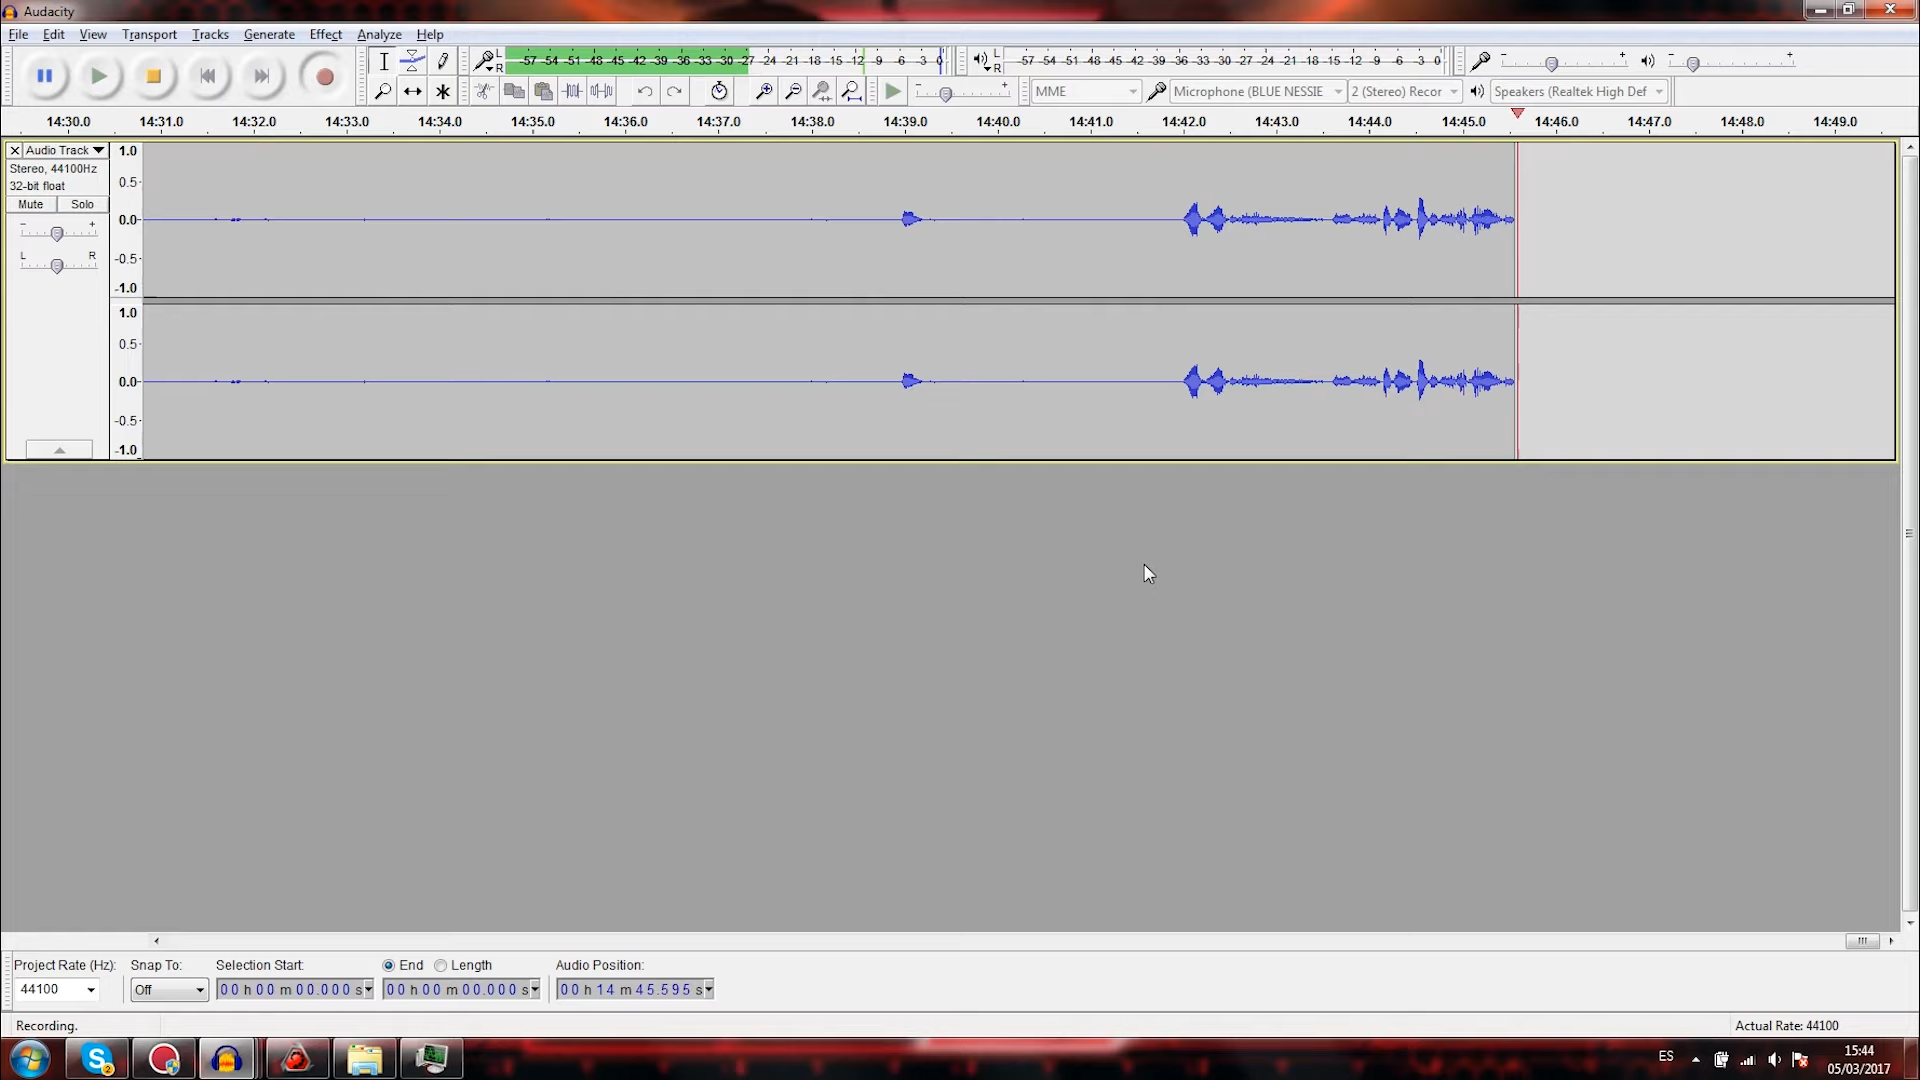 Audacity
File Edit View Transport Tracks Generate Effect Analyze Help
L R -57 -54 -51 -48 -45 -42 -39 -36 -33 -30 -27 -24 -21 -18 -15 -12 -9 -6 -3 0 L R -57 -54 -51 -48 -45 -42 -39 -36 -33 -30 -27 -24 -21 -18 -15 -12 -9 -6 -3 0 - + - +
- + MME Microphone (BLUE NESSIE 2 (Stereo) Recor Speakers (Realtek High Def
14:30.0 14:31.0 14:32.0 14:33.0 14:34.0 14:35.0 14:36.0 14:37.0 14:38.0 14:39.0 14:40.0 14:41.0 14:42.0 14:43.0 14:44.0 14:45.0 14:46.0 14:47.0 14:48.0 14:49.0
Audio Track 1.0
Stereo, 44100Hz
32-bit float 0.5
Mute Solo
- + 0.0
L R -0.5
-1.0
1.0
0.5
0.0
-0.5
-1.0
Project Rate (Hz): Snap To: Selection Start: End Length Audio Position:
44100 Off 00 h 00 m 00.000 s 00 h 00 m 00.000 s 00 h 14 m 45.595 s
Recording. Actual Rate: 44100
S 2 ES 15:44
05/03/2017